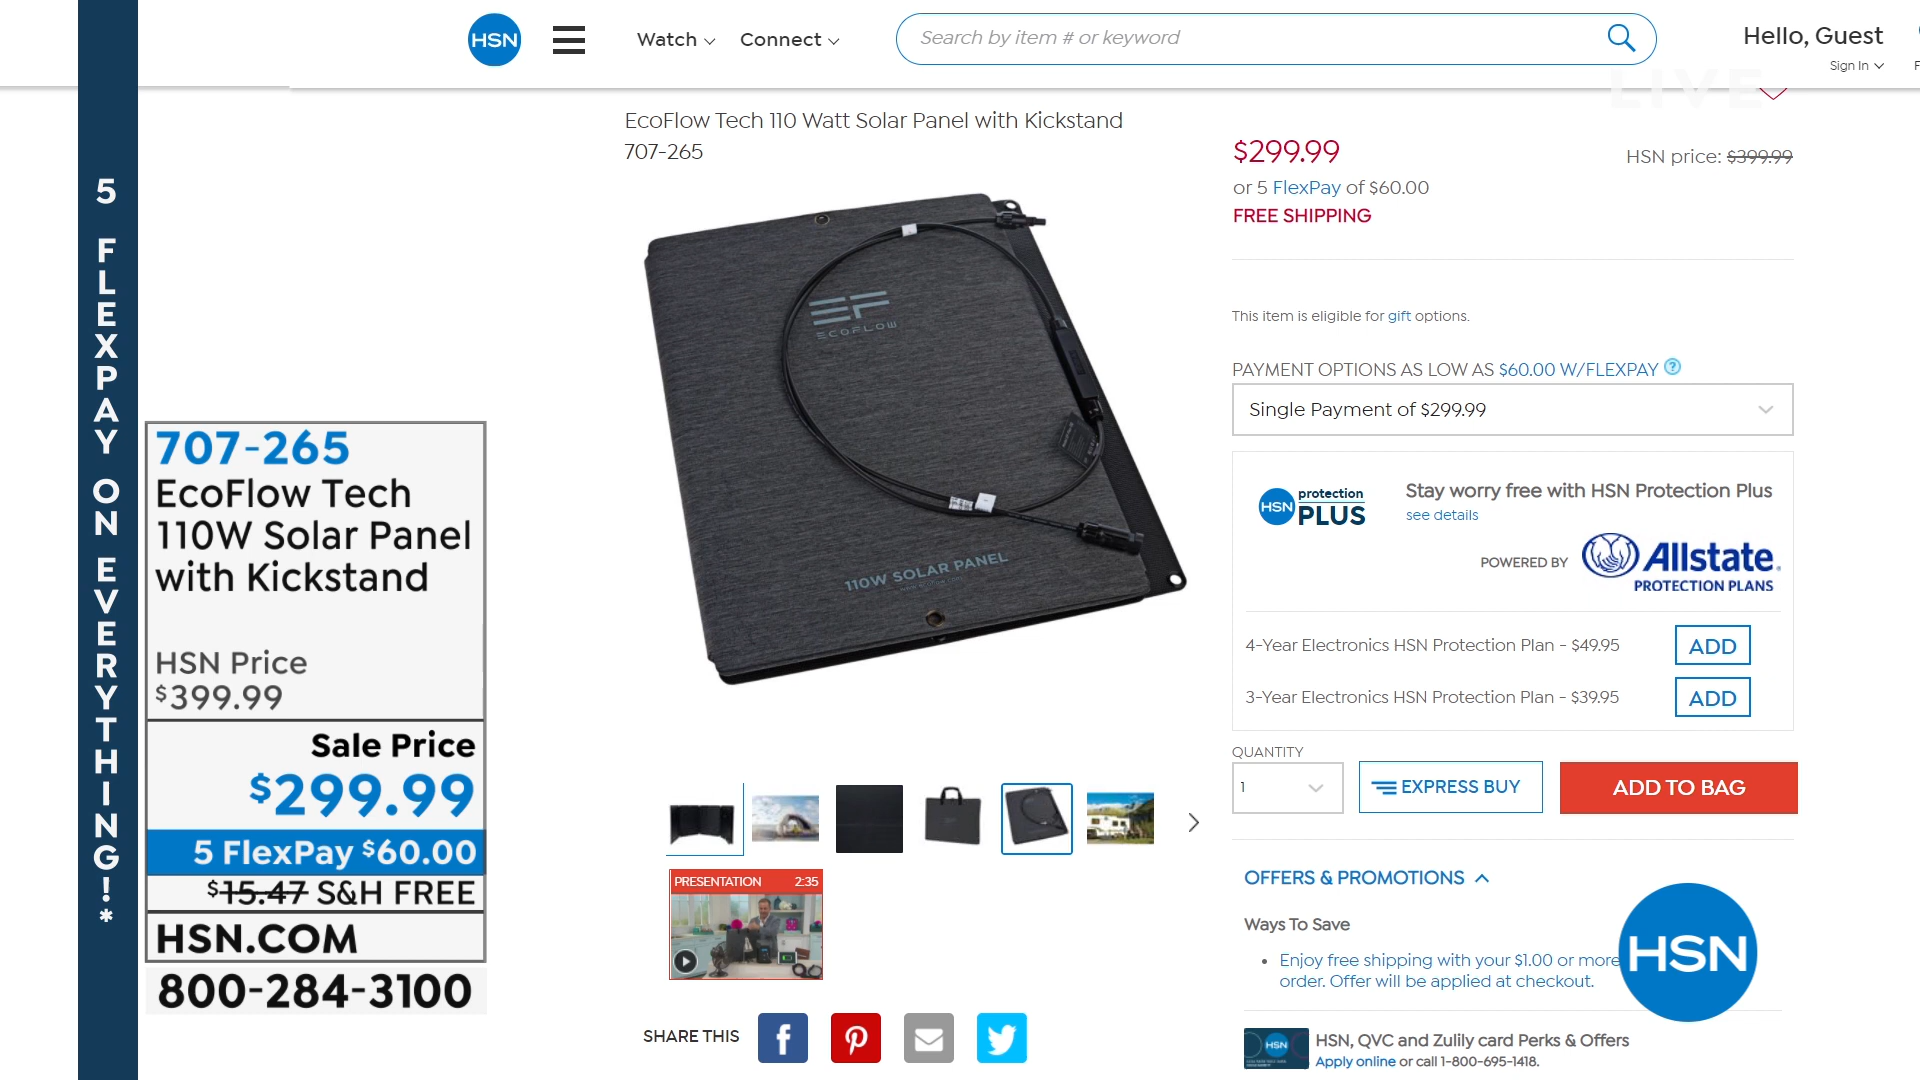 HSN
Watch
Connect
Search by item # or keyword
Hello, Guest
Sign In
F
LIVE
5 FLEXPAY ON EVERYTHING!*
EcoFlow Tech 110 Watt Solar Panel with Kickstand
707-265
$299.99
HSN price: $399.99
or 5 FlexPay of $60.00
FREE SHIPPING
This item is eligible for gift options.
PAYMENT OPTIONS AS LOW AS $60.00 W/FLEXPAY ?
Single Payment of $299.99
HSN protection PLUS
Stay worry free with HSN Protection Plus
see details
POWERED BY Allstate
PROTECTION PLANS
4-Year Electronics HSN Protection Plan - $49.95
ADD
3-Year Electronics HSN Protection Plan - $39.95
ADD
QUANTITY
1
EXPRESS BUY
ADD TO BAG
OFFERS & PROMOTIONS
Ways To Save
• Enjoy free shipping with your $1.00 or more
order. Offer will be applied at checkout.
HSN
HSN
HSN, QVC and Zulily card Perks & Offers
Apply online or call 1-800-695-1418.
EF
ECOFLOW
110W SOLAR PANEL
PRESENTATION 2:35
SHARE THIS
707-265
EcoFlow Tech
110W Solar Panel
with Kickstand
HSN Price
$399.99
Sale Price
$299.99
5 FlexPay $60.00
$15.47 S&H FREE
HSN.COM
800-284-3100